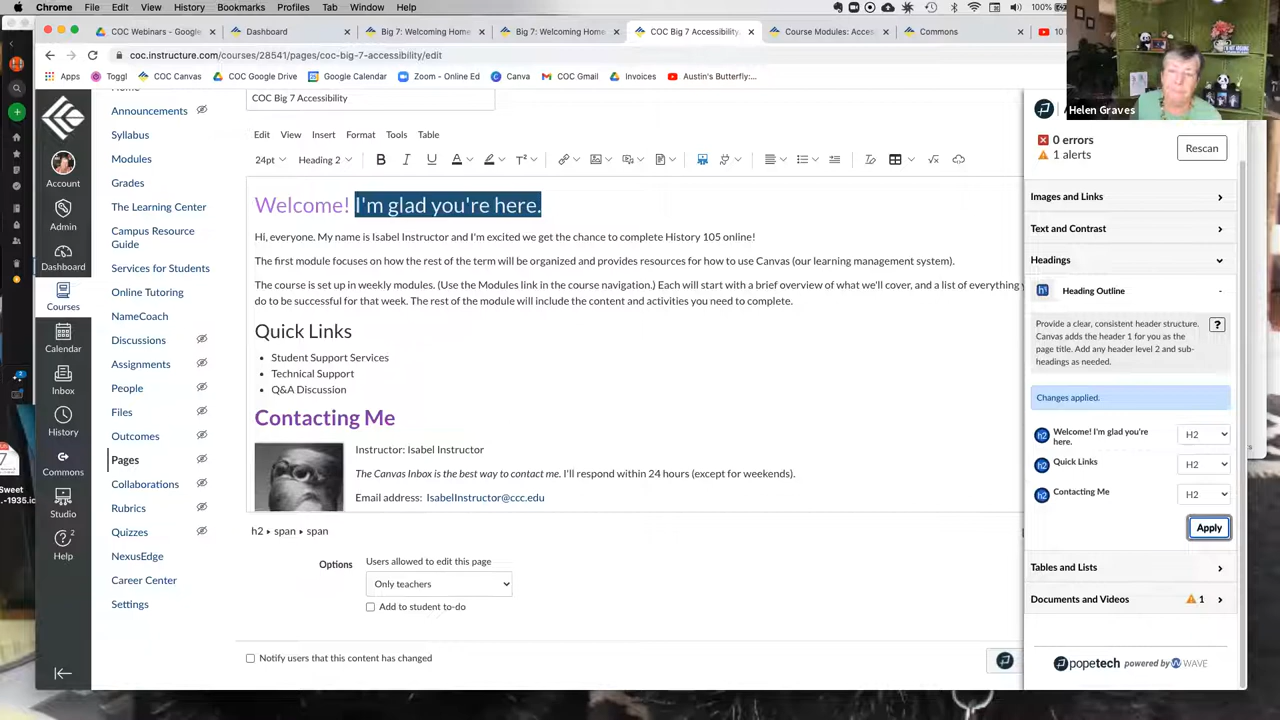 Chrome File Edit View History Bookmarks Profiles Tab Window Help 100%
COC Webinars - Google Dashboard Big 7: Welcoming Home Big 7: Welcoming Home COC Big 7 Accessibility. Course Modules: Acces Commons 10
coc.instructure.com/courses/28541/pages/coc-big-7-accessibility/edit
Apps Toggl COC Canvas COC Google Drive Google Calendar Zoom - Online Ed Canva COC Gmail Invoices Austin's Butterfly:...
Helen Graves
Account
Admin
Dashboard
Courses
Calendar
Inbox
History
Commons
Studio
2
Help
Sweet
.-1935.ic
Home
Announcements
Syllabus
Modules
Grades
The Learning Center
Campus Resource
Guide
Services for Students
Online Tutoring
NameCoach
Discussions
Assignments
People
Files
Outcomes
Pages
Collaborations
Rubrics
Quizzes
NexusEdge
Career Center
Settings
COC Big 7 Accessibility
Edit View Insert Format Tools Table
24pt Heading 2 B I U A T²
Welcome! I'm glad you're here.
Hi, everyone. My name is Isabel Instructor and I'm excited we get the chance to complete History 105 online!
The first module focuses on how the rest of the term will be organized and provides resources for how to use Canvas (our learning management system).
The course is set up in weekly modules. (Use the Modules link in the course navigation.) Each will start with a brief overview of what we'll cover, and a list of everything
do to be successful for that week. The rest of the module will include the content and activities you need to complete.
Quick Links
Student Support Services
Technical Support
Q&A Discussion
Contacting Me
Instructor: Isabel Instructor
The Canvas Inbox is the best way to contact me. I'll respond within 24 hours (except for weekends).
Email address: IsabelInstructor@ccc.edu
h2 ▸ span ▸ span
Options Users allowed to edit this page
Only teachers
Add to student to-do
Notify users that this content has changed
0 errors
1 alerts
Rescan
Images and Links
Text and Contrast
Headings
h1 Heading Outline -
Provide a clear, consistent header structure.
Canvas adds the header 1 for you as the
page title. Add any header level 2 and sub-
headings as needed.
?
Changes applied.
h2 Welcome! I'm glad you're
here.
H2
h2 Quick Links H2
h2 Contacting Me H2
Apply
Tables and Lists
Documents and Videos 1
popetech powered by WAVE